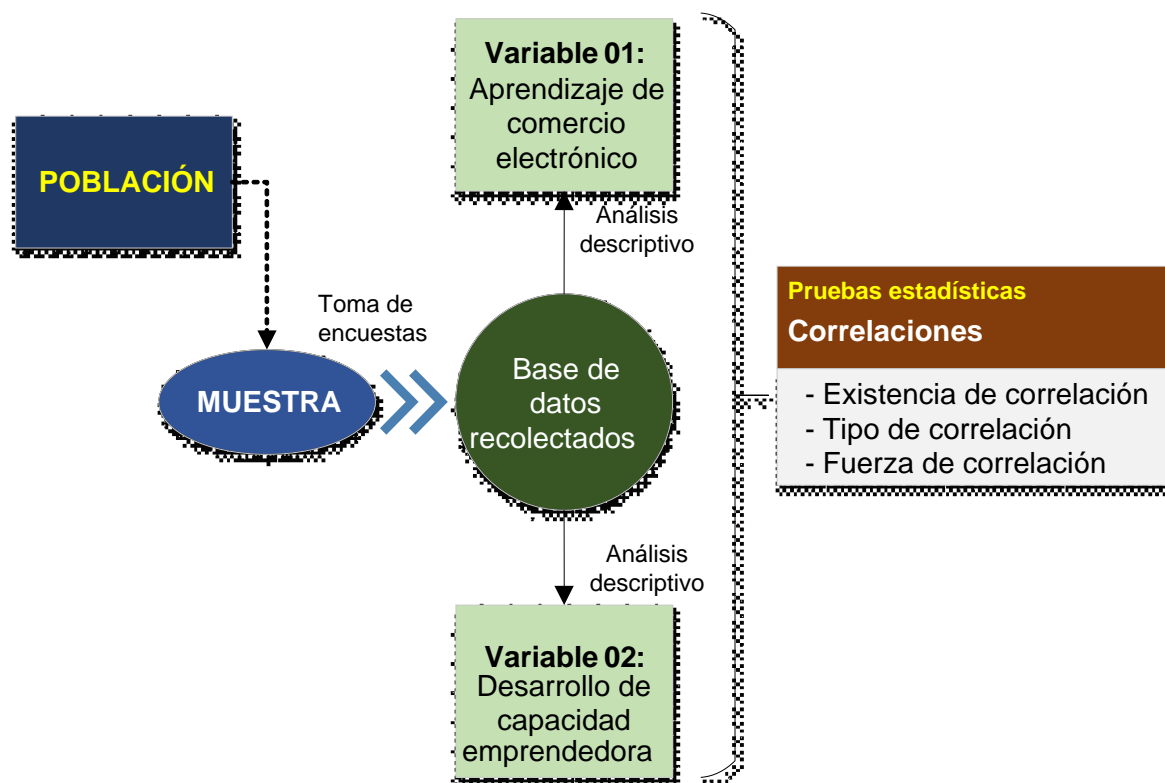 POBLACIÓN
Toma de
encuestas
MUESTRA
Variable 01:
Aprendizaje de
comercio
electrónico
Análisis
descriptivo
Base de
datos
recolectados
Análisis
descriptivo
Variable 02:
Desarrollo de
capacidad
emprendedora
Pruebas estadísticas
Correlaciones
- Existencia de correlación
- Tipo de correlación
- Fuerza de correlación